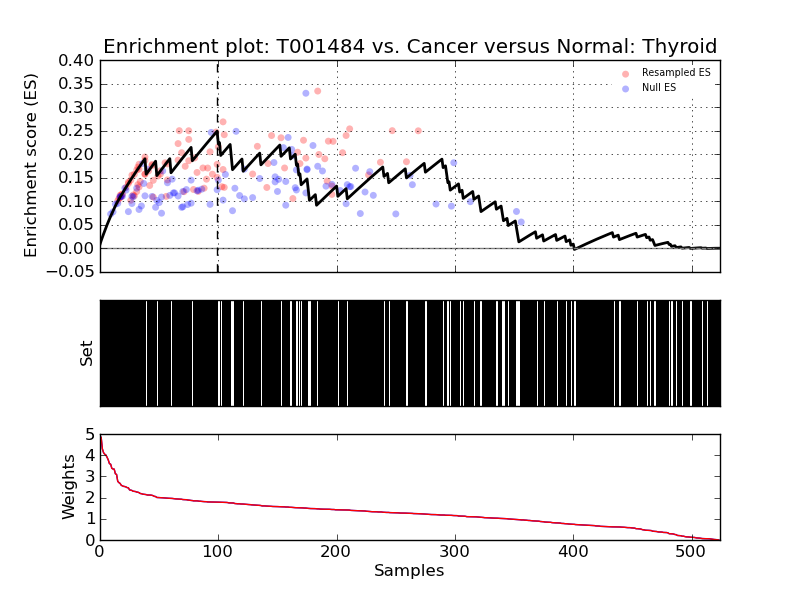 Enrichment plot: T001484 vs. Cancer versus Normal: Thyroid
0.40
0.35
0.30
0.25
0.20
0.15
0.10
0.05
0.00
−0.05
Enrichment score (ES)
Resampled ES
Null ES
Set
5
4
3
2
1
0
Weights
0 100 200 300 400 500
Samples